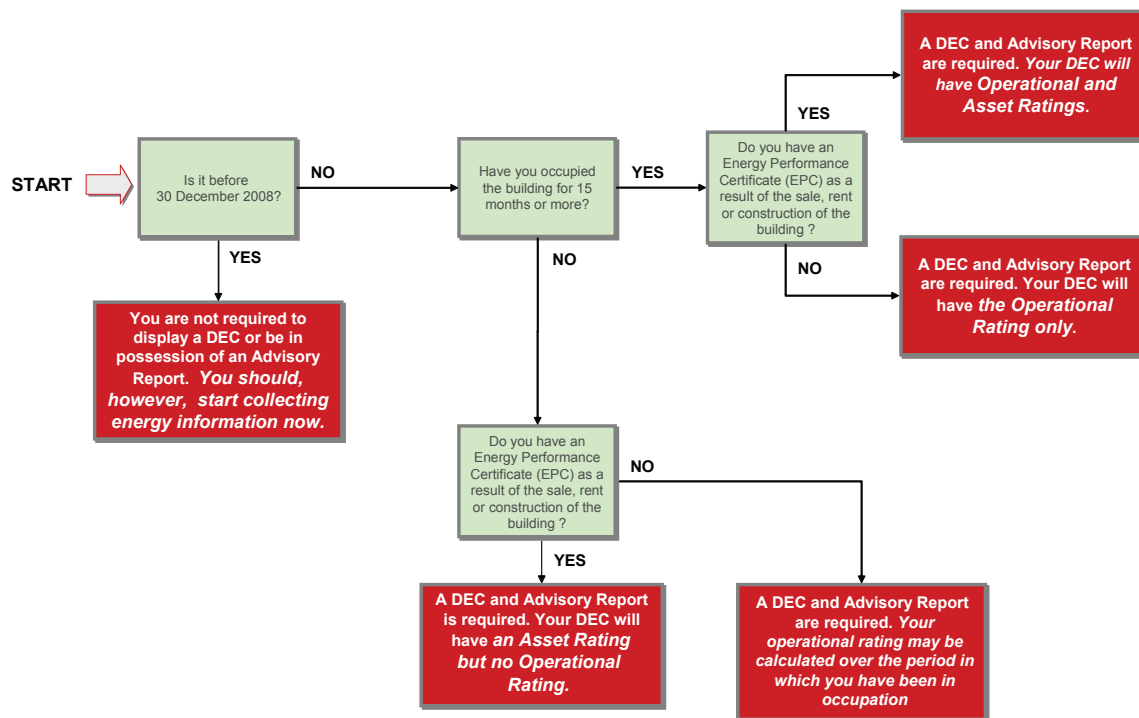 START
Is it before
30 December 2008?
NO
YES
You are not required to
display a DEC or be in
possession of an Advisory
Report. You should,
however, start collecting
energy information now.
Have you occupied
the building for 15
months or more?
YES
NO
Do you have an
Energy Performance
Certificate (EPC) as a
result of the sale, rent
or construction of the
building ?
YES
A DEC and Advisory Report
are required. Your DEC will
have Operational and
Asset Ratings.
NO
A DEC and Advisory Report
are required. Your DEC will
have the Operational
Rating only.
Do you have an
Energy Performance
Certificate (EPC) as a
result of the sale, rent
or construction of the
building ?
NO
YES
A DEC and Advisory Report
is required. Your DEC will
have an Asset Rating
but no Operational
Rating.
A DEC and Advisory Report
are required. Your
operational rating may be
calculated over the period in
which you have been in
occupation